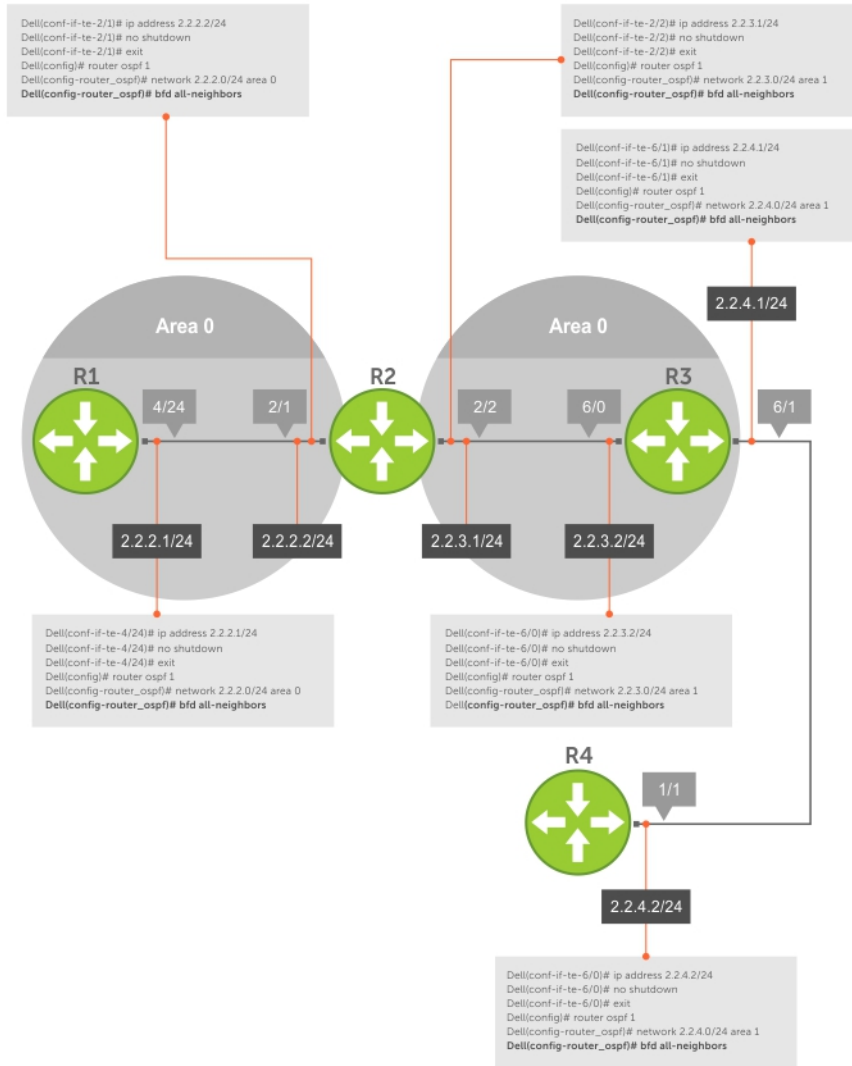 Dell(conf-if-te-2/1)# ip address 2.2.2.2/24
Dell(conf-if-te-2/1)# no shutdown
Dell(conf-if-te-2/1)# exit
Dell(config)# router ospf 1
Dell(config-router_ospf)# network 2.2.2.0/24 area 0
Dell(config-router_ospf)# bfd all-neighbors
Dell(conf-if-te-2/2)# ip address 2.2.3.1/24
Dell(conf-if-te-2/2)# no shutdown
Dell(conf-if-te-2/2)# exit
Dell(config)# router ospf 1
Dell(config-router_ospf)# network 2.2.3.0/24 area 1
Dell(config-router_ospf)# bfd all-neighbors
Dell(conf-if-te-6/1)# ip address 2.2.4.1/24
Dell(conf-if-te-6/1)# no shutdown
Dell(conf-if-te-6/1)# exit
Dell(config)# router ospf 1
Dell(config-router_ospf)# network 2.2.4.0/24 area 1
Dell(config-router_ospf)# bfd all-neighbors
2.2.4.1/24
Area 0
Area 0
R1
R2
R3
4/24
2/1
2/2
6/0
6/1
2.2.2.1/24
2.2.2.2/24
2.2.3.1/24
2.2.3.2/24
Dell(conf-if-te-4/24)# ip address 2.2.2.1/24
Dell(conf-if-te-4/24)# no shutdown
Dell(conf-if-te-4/24)# exit
Dell(config)# router ospf 1
Dell(config-router_ospf)# network 2.2.2.0/24 area 0
Dell(config-router_ospf)# bfd all-neighbors
Dell(conf-if-te-6/0)# ip address 2.2.3.2/24
Dell(conf-if-te-6/0)# no shutdown
Dell(conf-if-te-6/0)# exit
Dell(config)# router ospf 1
Dell(config-router_ospf)# network 2.2.3.0/24 area 1
Dell(config-router_ospf)# bfd all-neighbors
R4
1/1
2.2.4.2/24
Dell(conf-if-te-6/0)# ip address 2.2.4.2/24
Dell(conf-if-te-6/0)# no shutdown
Dell(conf-if-te-6/0)# exit
Dell(config)# router ospf 1
Dell(config-router_ospf)# network 2.2.4.0/24 area 1
Dell(config-router_ospf)# bfd all-neighbors